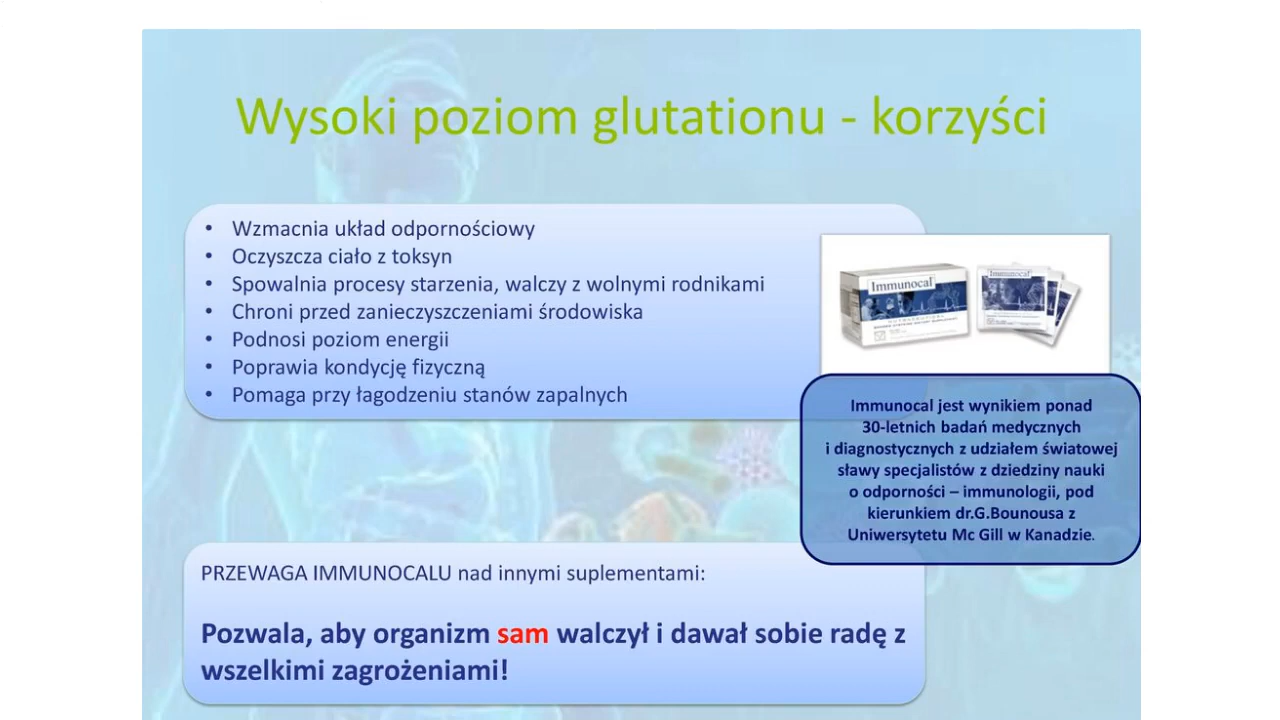 Wysoki poziom glutationu - korzyści
• Wzmacnia układ odpornościowy
• Oczyszcza ciało z toksyn
• Spowalnia procesy starzenia, walczy z wolnymi rodnikami
• Chroni przed zanieczyszczeniami środowiska
• Podnosi poziom energii
• Poprawia kondycję fizyczną
• Pomaga przy łagodzeniu stanów zapalnych
Immunocal
Immunocal
Immunocal jest wynikiem ponad
30-letnich badań medycznych
i diagnostycznych z udziałem światowej
sławy specjalistów z dziedziny nauki
o odporności – immunologii, pod
kierunkiem dr.G.Bounousa z
Uniwersytetu Mc Gill w Kanadzie.
PRZEWAGA IMMUNOCALU nad innymi suplementami:
Pozwala, aby organizm sam walczył i dawał sobie radę z
wszelkimi zagrożeniami!